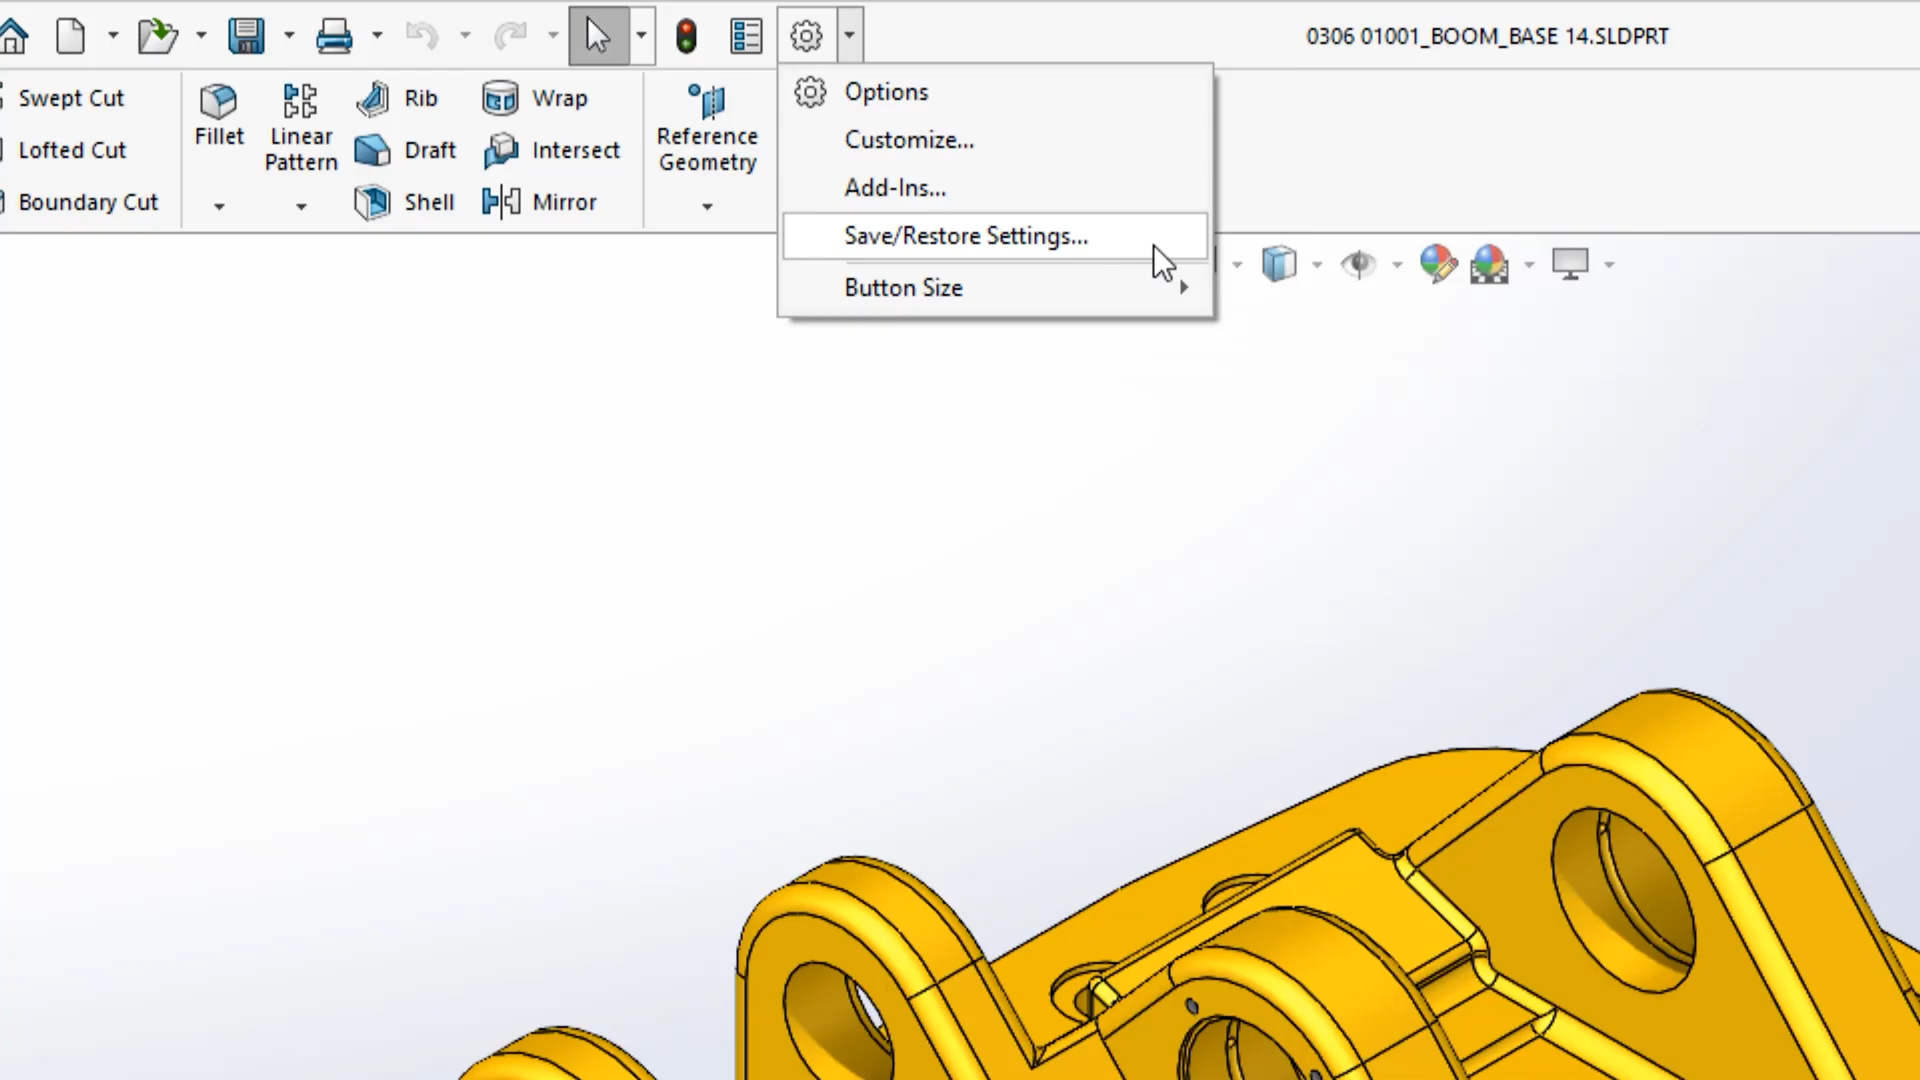 0306 01001_BOOM_BASE 14.SLDPRT
Swept Cut
Lofted Cut
Boundary Cut
Fillet
Linear
Pattern
Rib
Draft
Shell
Wrap
Intersect
Mirror
Reference
Geometry
Options
Customize...
Add-Ins...
Save/Restore Settings...
Button Size